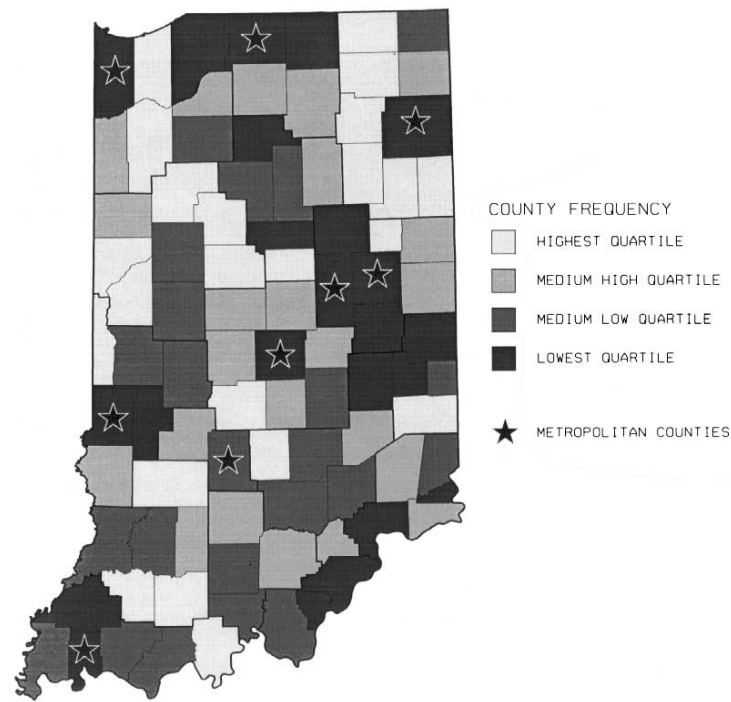 COUNTY FREQUENCY
HIGHEST QUARTILE
MEDIUM HIGH QUARTILE
MEDIUM LOW QUARTILE
LOWEST QUARTILE
METROPOLITAN COUNTIES